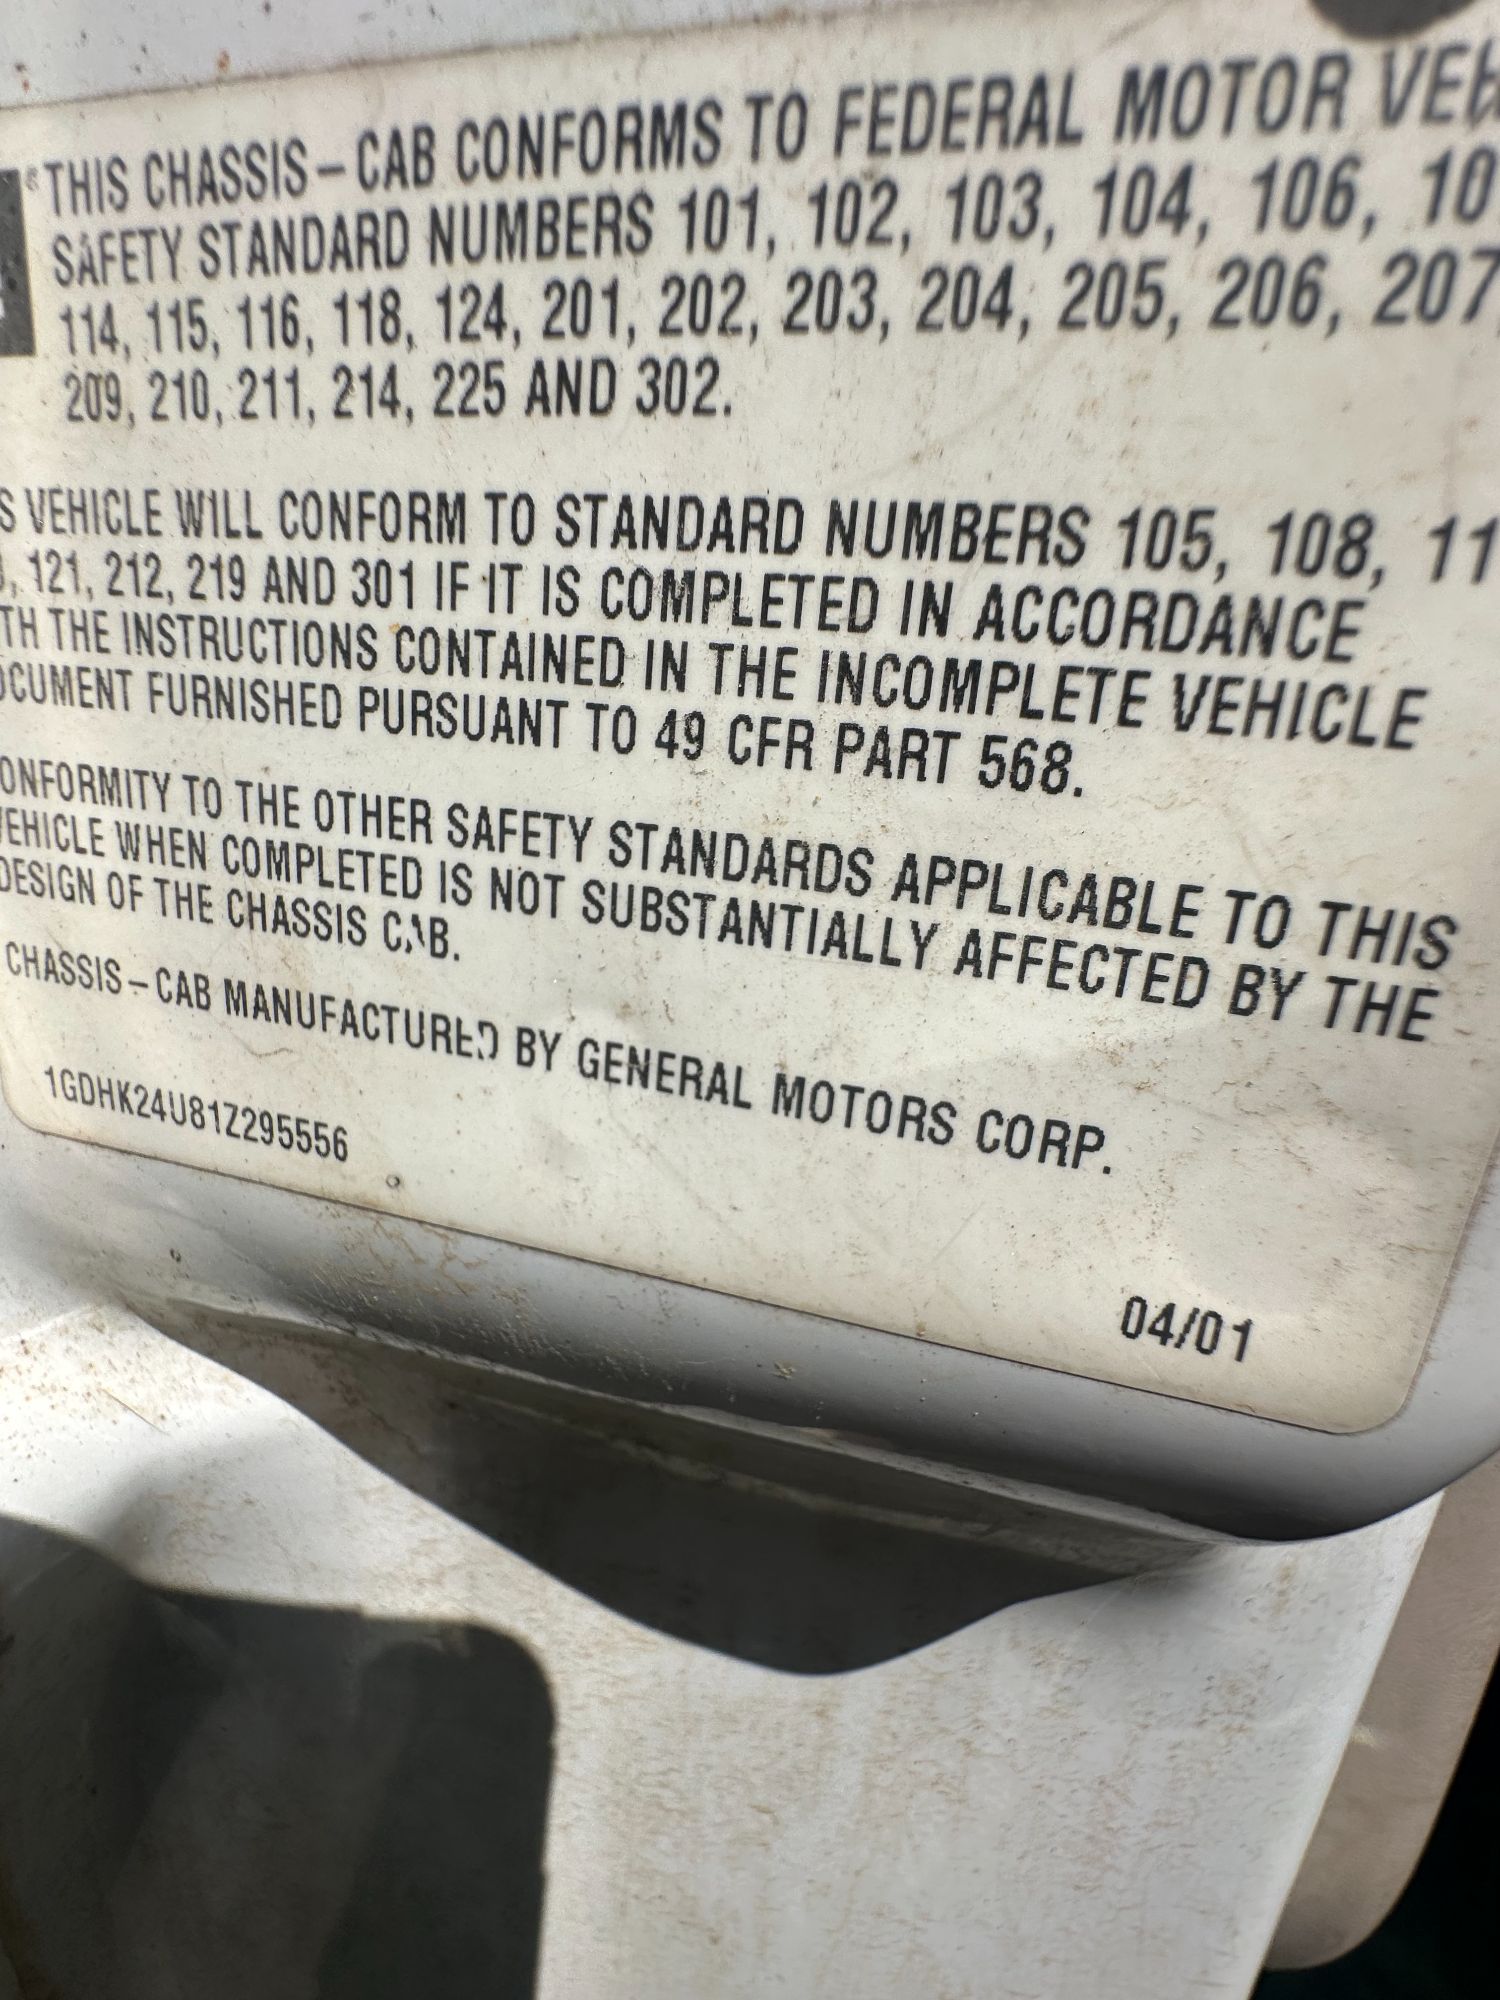 THIS CHASSIS-CAB CONFORMS TO FEDERAL MOTOR
SAFETY STANDARD NUMBERS 101, 102, 103, 104, 106,
114, 115, 116, 118, 124, 201, 202, 203, 204, 205, 206, 207,
209, 210, 211, 214, 225 AND 302.
VEHICLE WILL CONFORM TO STANDARD NUMBERS 105, 108,
121, 212, 219 AND 301 IF IT IS COMPLETED IN ACCORDANCE
THE INSTRUCTIONS CONTAINED IN THE INCOMPLETE VEHICLE
FURNISHED PURSUANT TO 49 CFR PART 568.
ONFORMITY TO THE OTHER SAFETY STANDARDS APPLICABLE TO THIS
VEHICLE WHEN COMPLETED IS NOT SUBSTANTIALLY AFFECTED BY THE
DESIGN OF THE CHASSIS CAB.
CHASSIS-CAB MANUFACTURED BY GENERAL MOTORS CORP.
1GDHK24U81Z295556
04/01